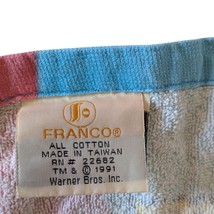 FRANCO®
ALL COTTON
MADE IN TAIWAN
RN # 22682
TM & © 1991
Warner Bros. Inc.